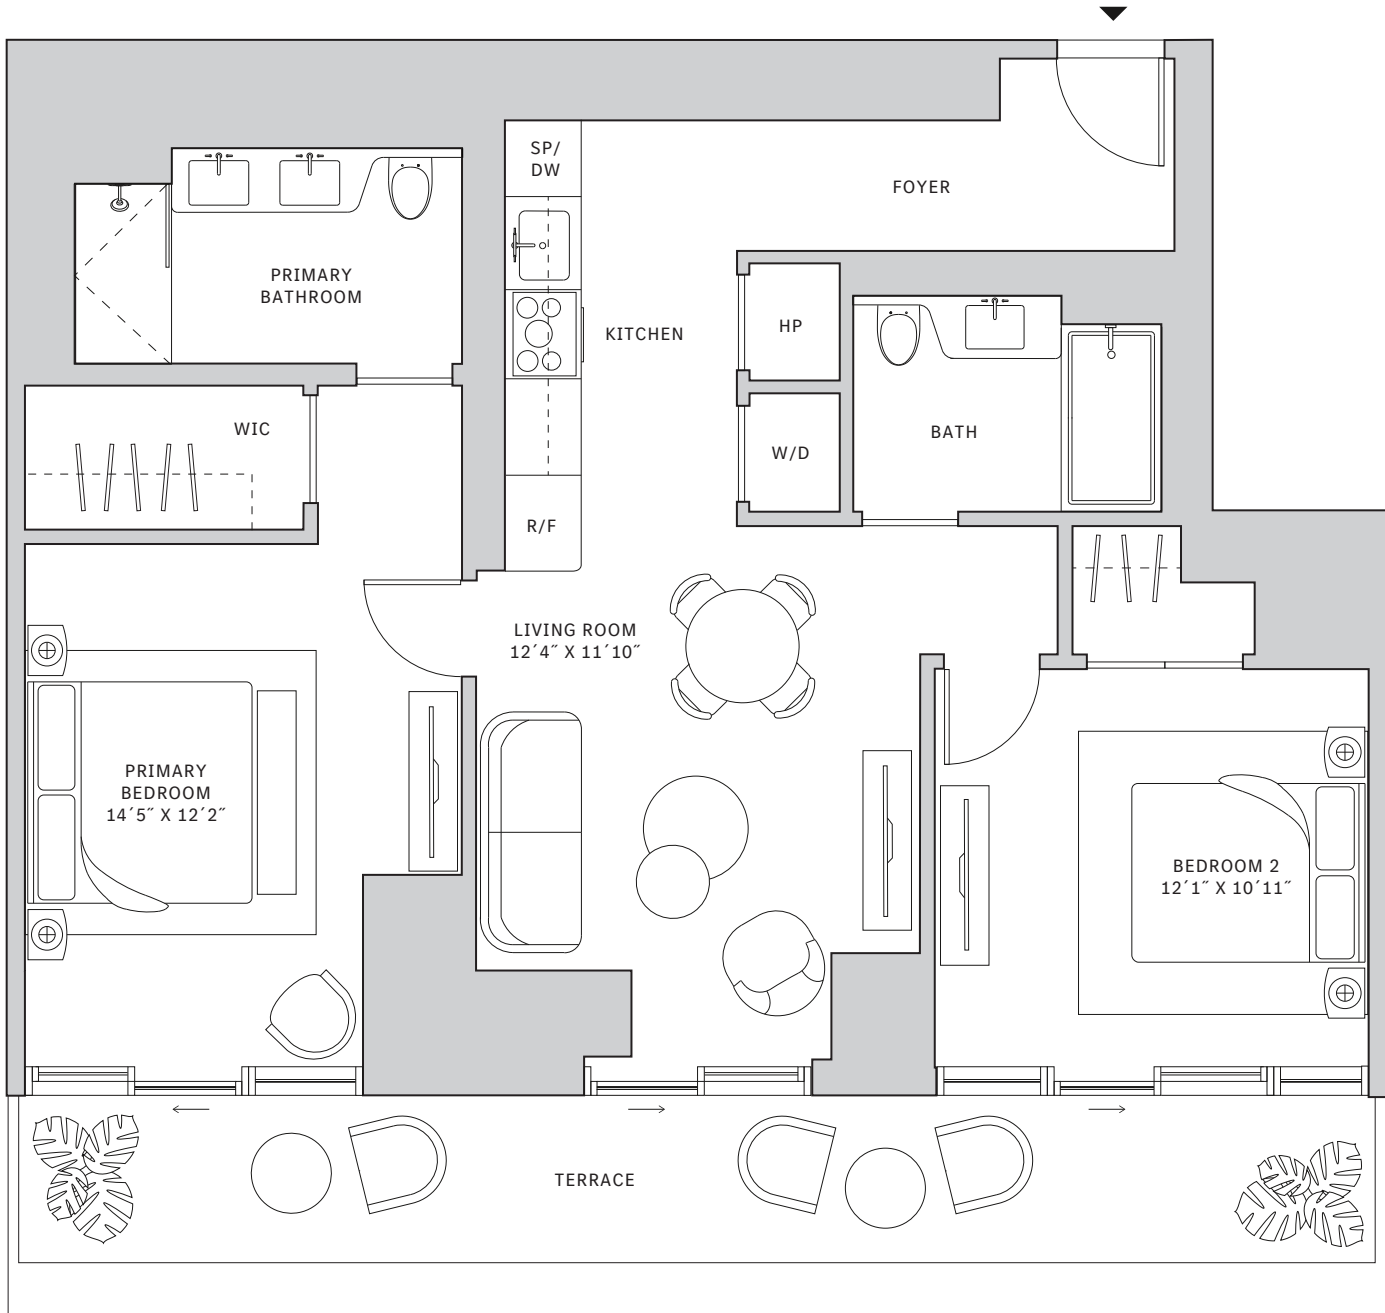 SP/
DW
FOYER
PRIMARY
BATHROOM
KITCHEN
HP
WIC
BATH
W/D
R/F
LIVING ROOM
12´4˝ X 11´10˝
PRIMARY
BEDROOM
14´5˝ X 12´2˝
BEDROOM 2
12´1˝ X 10´11˝
TERRACE